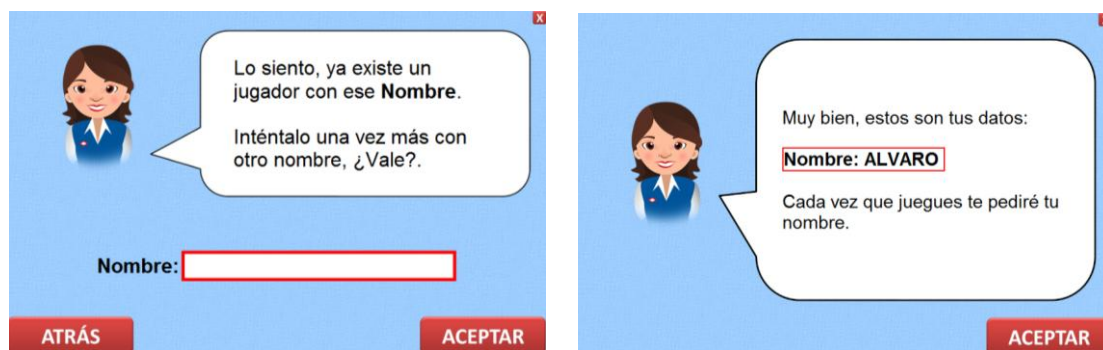 X
Lo siento, ya existe un
jugador con ese Nombre.
Inténtalo una vez más con
otro nombre, ¿Vale?.
Nombre:
ATRÁS
ACEPTAR
Muy bien, estos son tus datos:
Nombre: ALVARO
Cada vez que juegues te pediré tu
nombre.
ACEPTAR